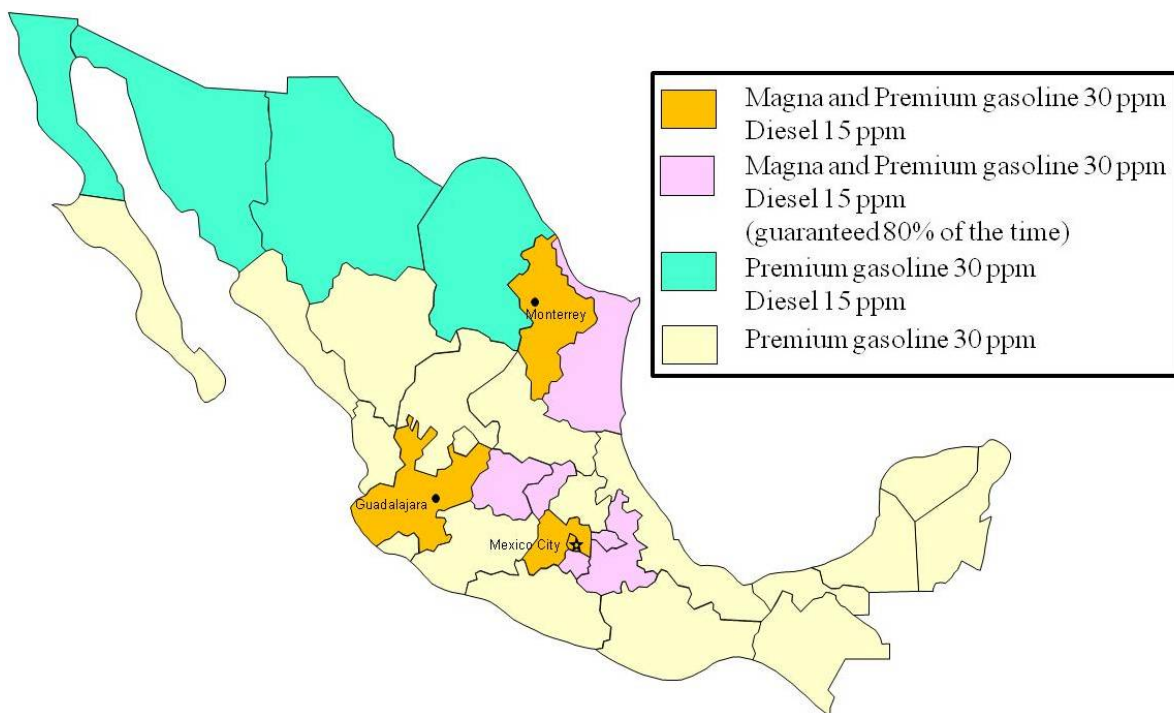 Magna and Premium gasoline 30 ppm
Diesel 15 ppm
Magna and Premium gasoline 30 ppm
Diesel 15 ppm
(guaranteed 80% of the time)
Premium gasoline 30 ppm
Diesel 15 ppm
Premium gasoline 30 ppm
Monterrey
Guadalajara
Mexico City